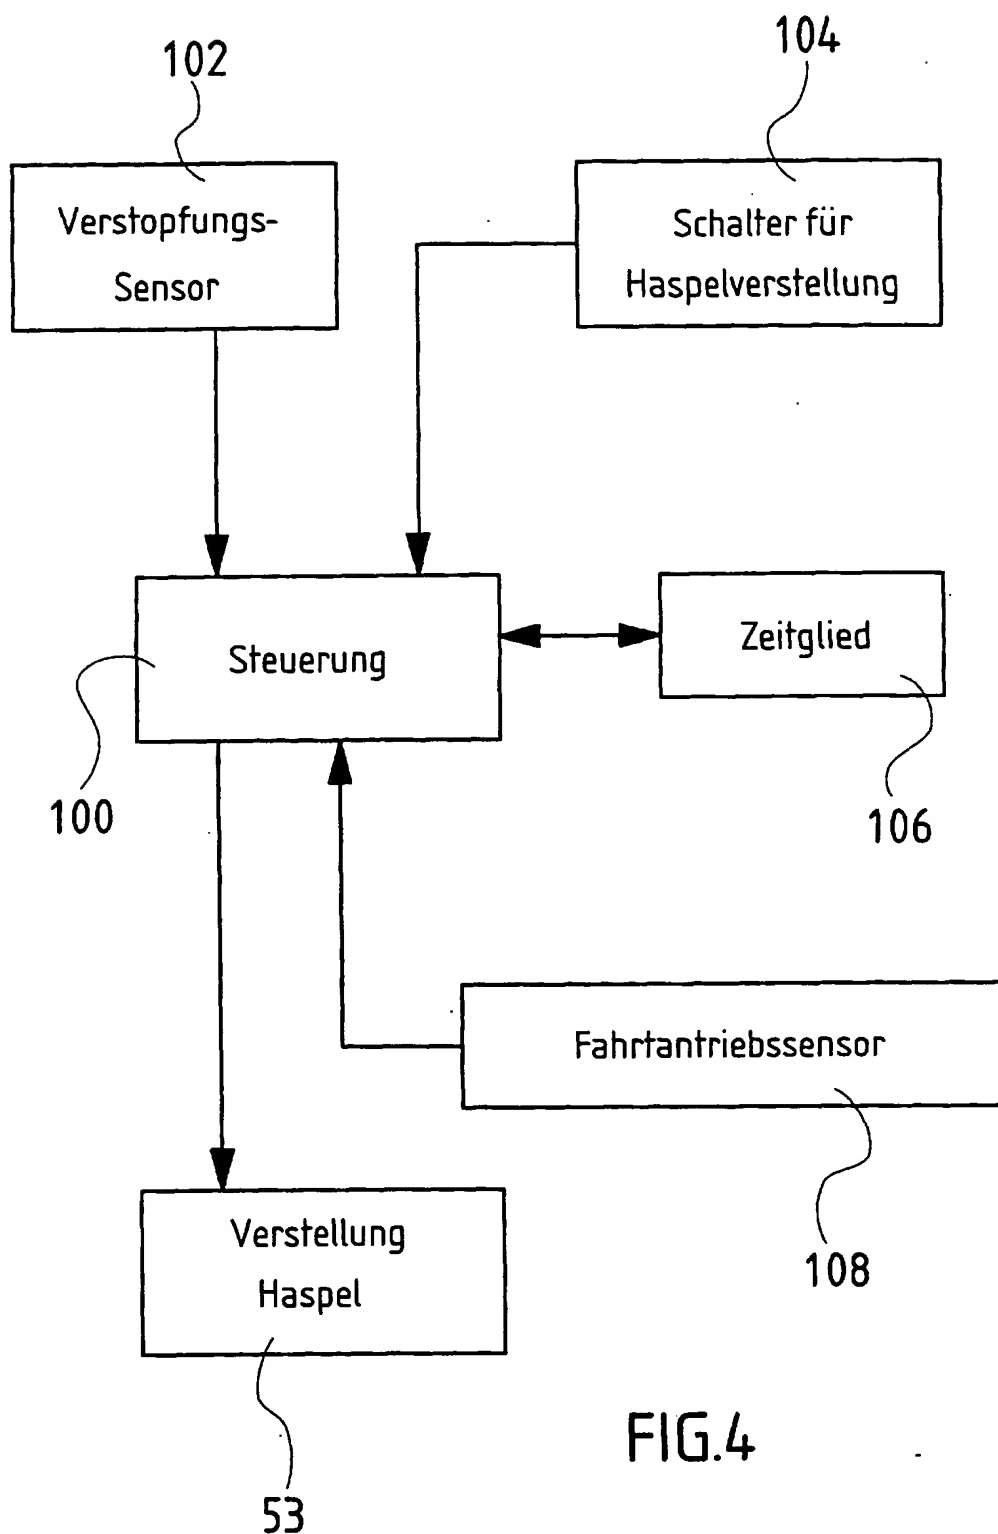 102
104
Verstopfungs-
Sensor
Schalter für
Haspelverstellung
Steuerung
Zeitglied
100
106
Fahrtantriebssensor
Verstellung
Haspel
108
FIG.4
53